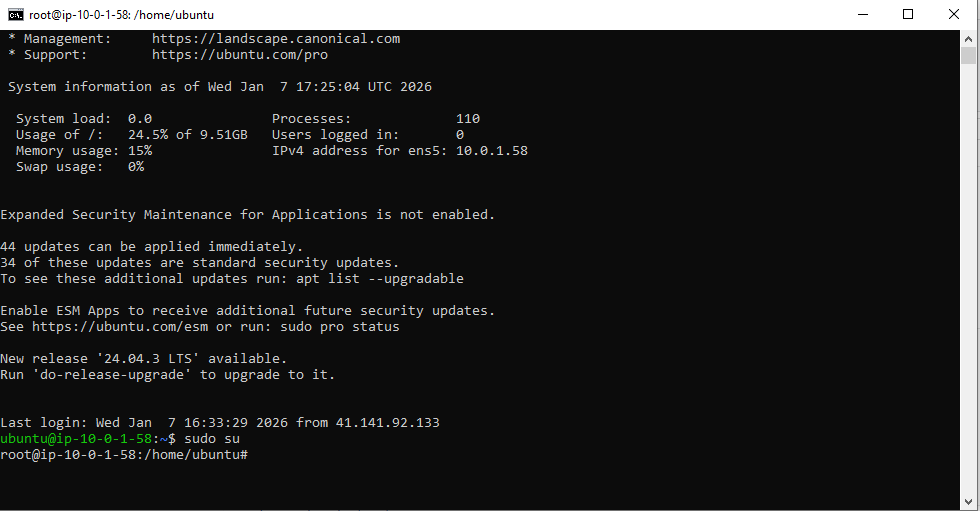 root@ip-10-0-1-58: /home/ubuntu
 * Management:     https://landscape.canonical.com
 * Support:        https://ubuntu.com/pro
 System information as of Wed Jan  7 17:25:04 UTC 2026
  System load:  0.0               Processes:             110
  Usage of /:   24.5% of 9.51GB   Users logged in:       0
  Memory usage: 15%               IPv4 address for ens5: 10.0.1.58
  Swap usage:   0%
Expanded Security Maintenance for Applications is not enabled.
44 updates can be applied immediately.
34 of these updates are standard security updates.
To see these additional updates run: apt list --upgradable
Enable ESM Apps to receive additional future security updates.
See https://ubuntu.com/esm or run: sudo pro status
New release '24.04.3 LTS' available.
Run 'do-release-upgrade' to upgrade to it.
Last login: Wed Jan  7 16:33:29 2026 from 41.141.92.133
ubuntu@ip-10-0-1-58:~$ sudo su
root@ip-10-0-1-58:/home/ubuntu#